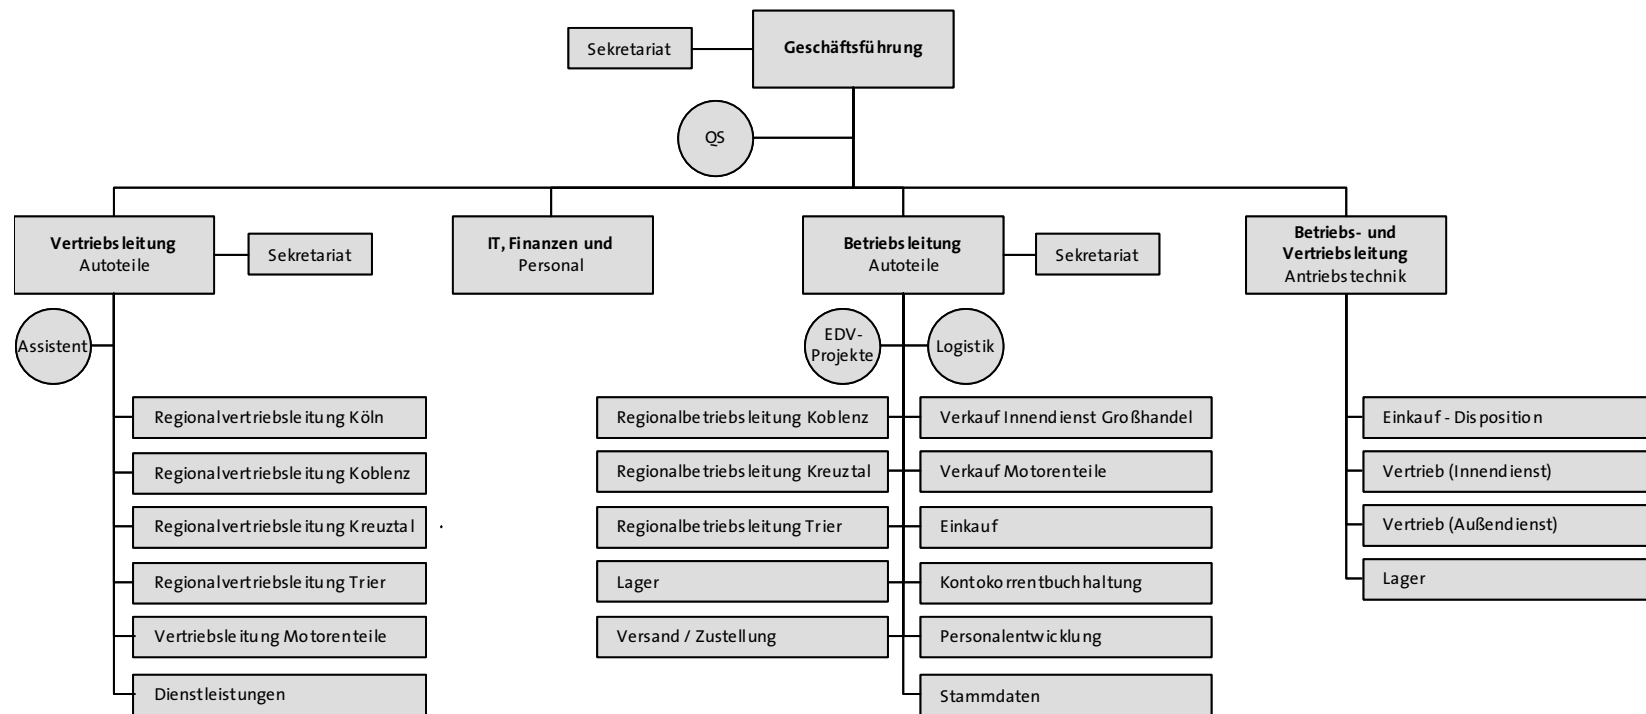 Sekretariat
Geschäftsführung
QS
Vertriebsleitung
Autoteile
Sekretariat
IT, Finanzen und
Personal
Betriebsleitung
Autoteile
Sekretariat
Betriebs- und
Vertriebsleitung
Antriebstechnik
Assistent
EDV-
Projekte
Logistik
Regionalvertriebsleitung Köln
Regionalvertriebsleitung Koblenz
Regionalvertriebsleitung Kreuztal
Regionalvertriebsleitung Trier
Vertriebsleitung Motorenteile
Dienstleistungen
Regionalbetriebsleitung Koblenz
Regionalbetriebsleitung Kreuztal
Regionalbetriebsleitung Trier
Lager
Versand / Zustellung
Verkauf Innendienst Großhandel
Verkauf Motorenteile
Einkauf
Kontokorrentbuchhaltung
Personalentwicklung
Stammdaten
Einkauf - Disposition
Vertrieb (Innendienst)
Vertrieb (Außendienst)
Lager